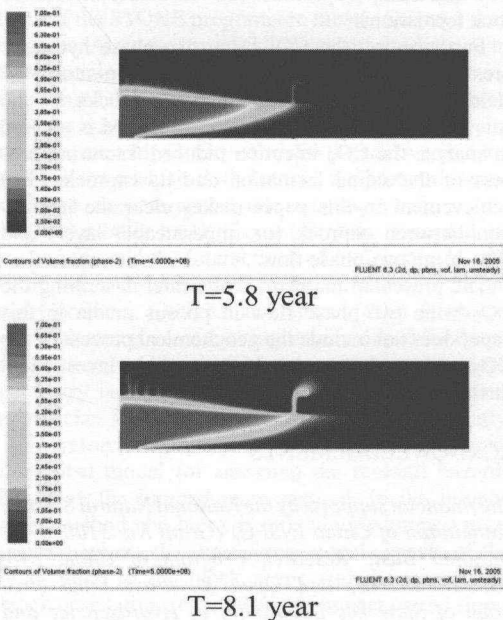 7.00e-01
6.65e-01
6.30e-01
5.95e-01
5.60e-01
5.25e-01
4.90e-01
4.55e-01
4.20e-01
3.85e-01
3.50e-01
3.15e-01
2.80e-01
2.45e-01
2.10e-01
1.75e-01
1.40e-01
1.05e-01
7.00e-02
3.50e-02
0.00e+00
Contours of Volume fraction (phase-2) (Time=4.0000e+08)
Nov 16, 2005
FLUENT 6.3 (2d, dp, pbns, vof, lam, unsteady)
T=5.8 year
7.00e-01
6.65e-01
6.30e-01
5.95e-01
5.60e-01
5.25e-01
4.90e-01
4.55e-01
4.20e-01
3.85e-01
3.50e-01
3.15e-01
2.80e-01
2.45e-01
2.10e-01
1.75e-01
1.40e-01
1.05e-01
7.00e-02
3.50e-02
0.00e+00
Contours of Volume fraction (phase-2) (Time=5.0000e+08)
Nov 16, 2005
FLUENT 6.3 (2d, dp, pbns, vof, lam, unsteady)
T=8.1 year